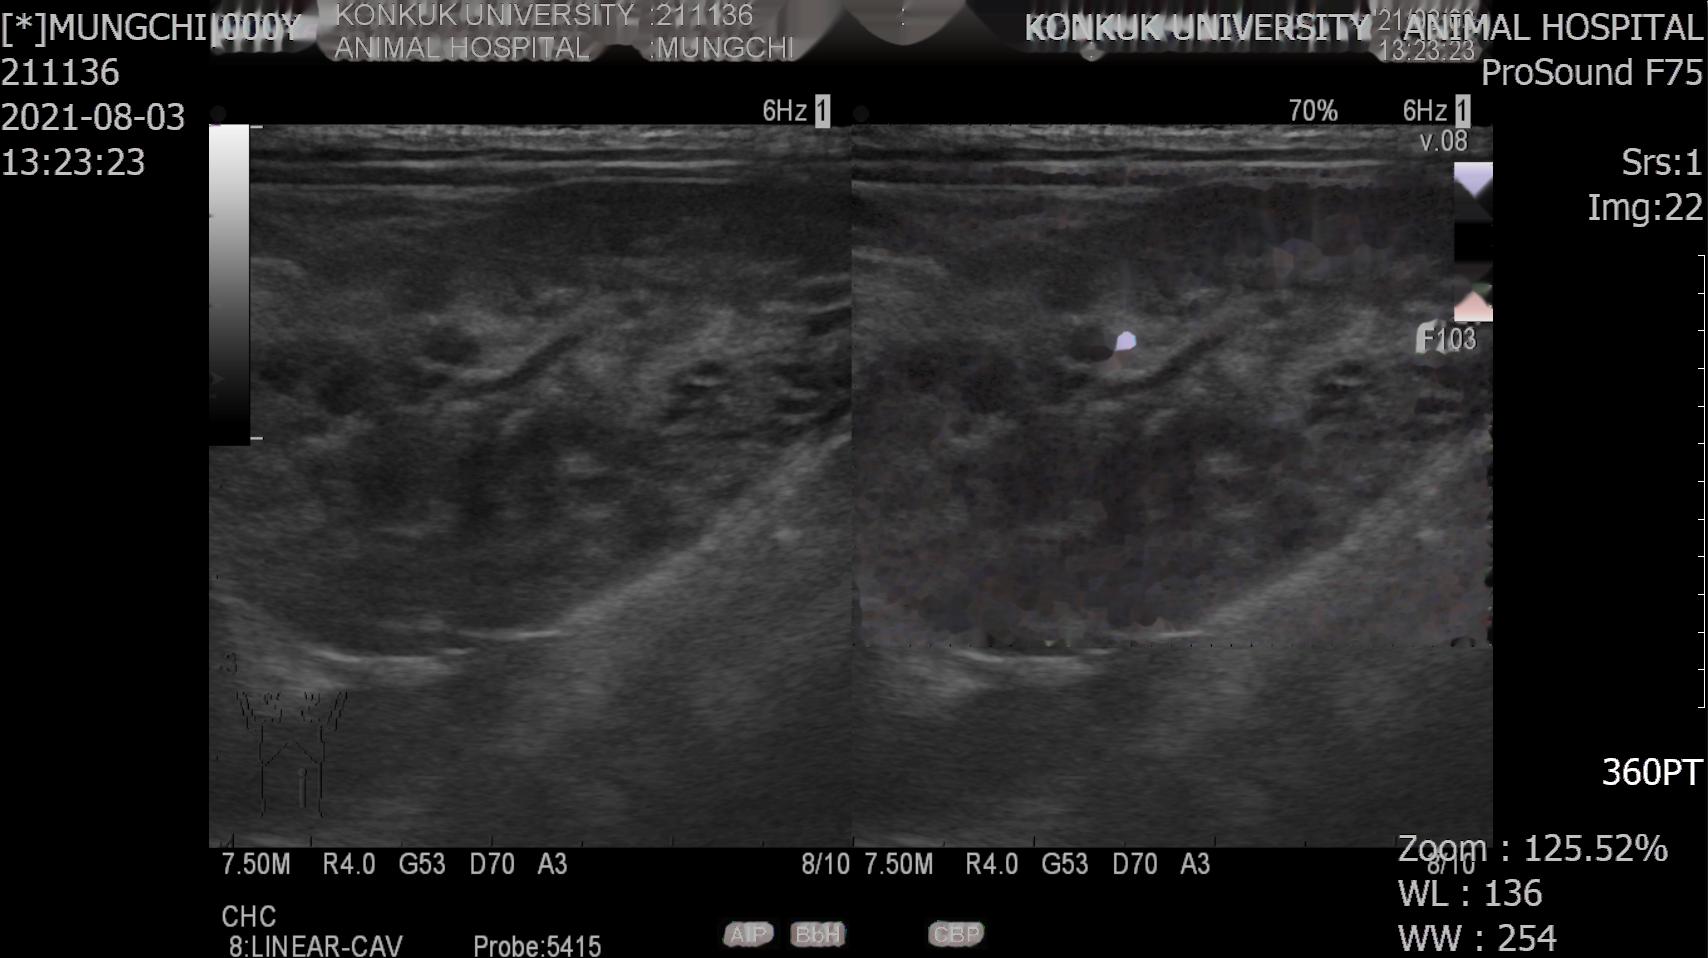 [*]MUNGCHI 000Y
211136
2021-08-03
13:23:23
KONKUK UNIVERSITY :211136
ANIMAL HOSPITAL :MUNGCHI
:
:
13:23:23
KONKUK UNIVERSITY ANIMAL HOSPITAL
ProSound F75
Srs:1
Img:22
6Hz 1
70% 6Hz 1
v.08
F103
360PT
7.50M R4.0 G53 D70 A3 8/10
7.50M R4.0 G53 D70 A3 8/10
Zoom : 125.52%
WL : 136
WW : 254
CHC
8:LINEAR-CAV Probe:5415
AIP BbH CBP